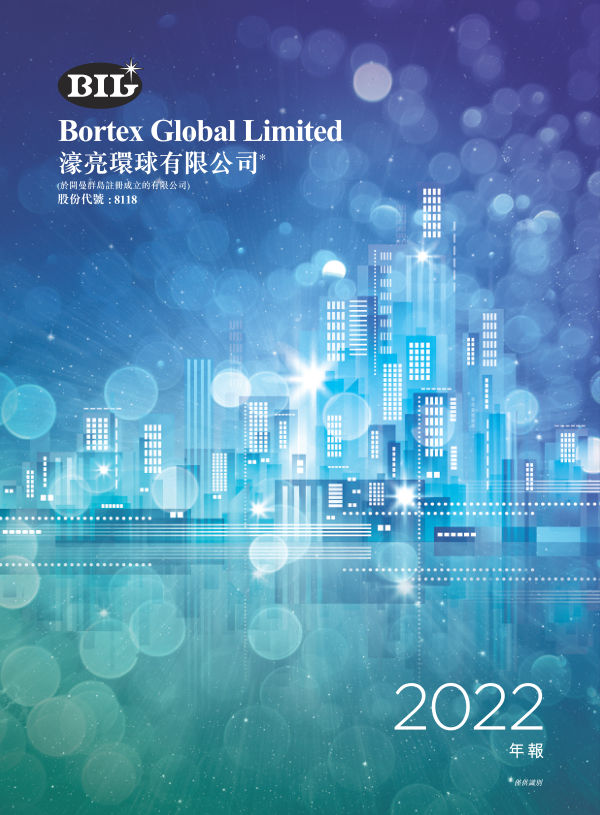 BIL
Bortex Global Limited
濠亮環球有限公司*
(於開曼群島註冊成立的有限公司)
股份代號 : 8118
2022
年報
* 僅供識別